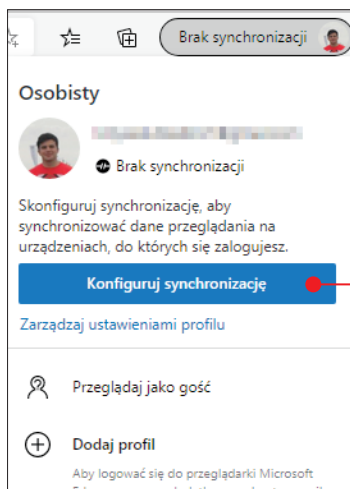 Brak synchronizacji
Osobisty
Brak synchronizacji
Skonfiguruj synchronizację, aby
synchronizować dane przeglądania na
urządzeniach, do których się zalogujesz.
Konfiguruj synchronizację
Zarządzaj ustawieniami profilu
Przeglądaj jako gość
Dodaj profil
Aby logować się do przeglądarki Microsoft